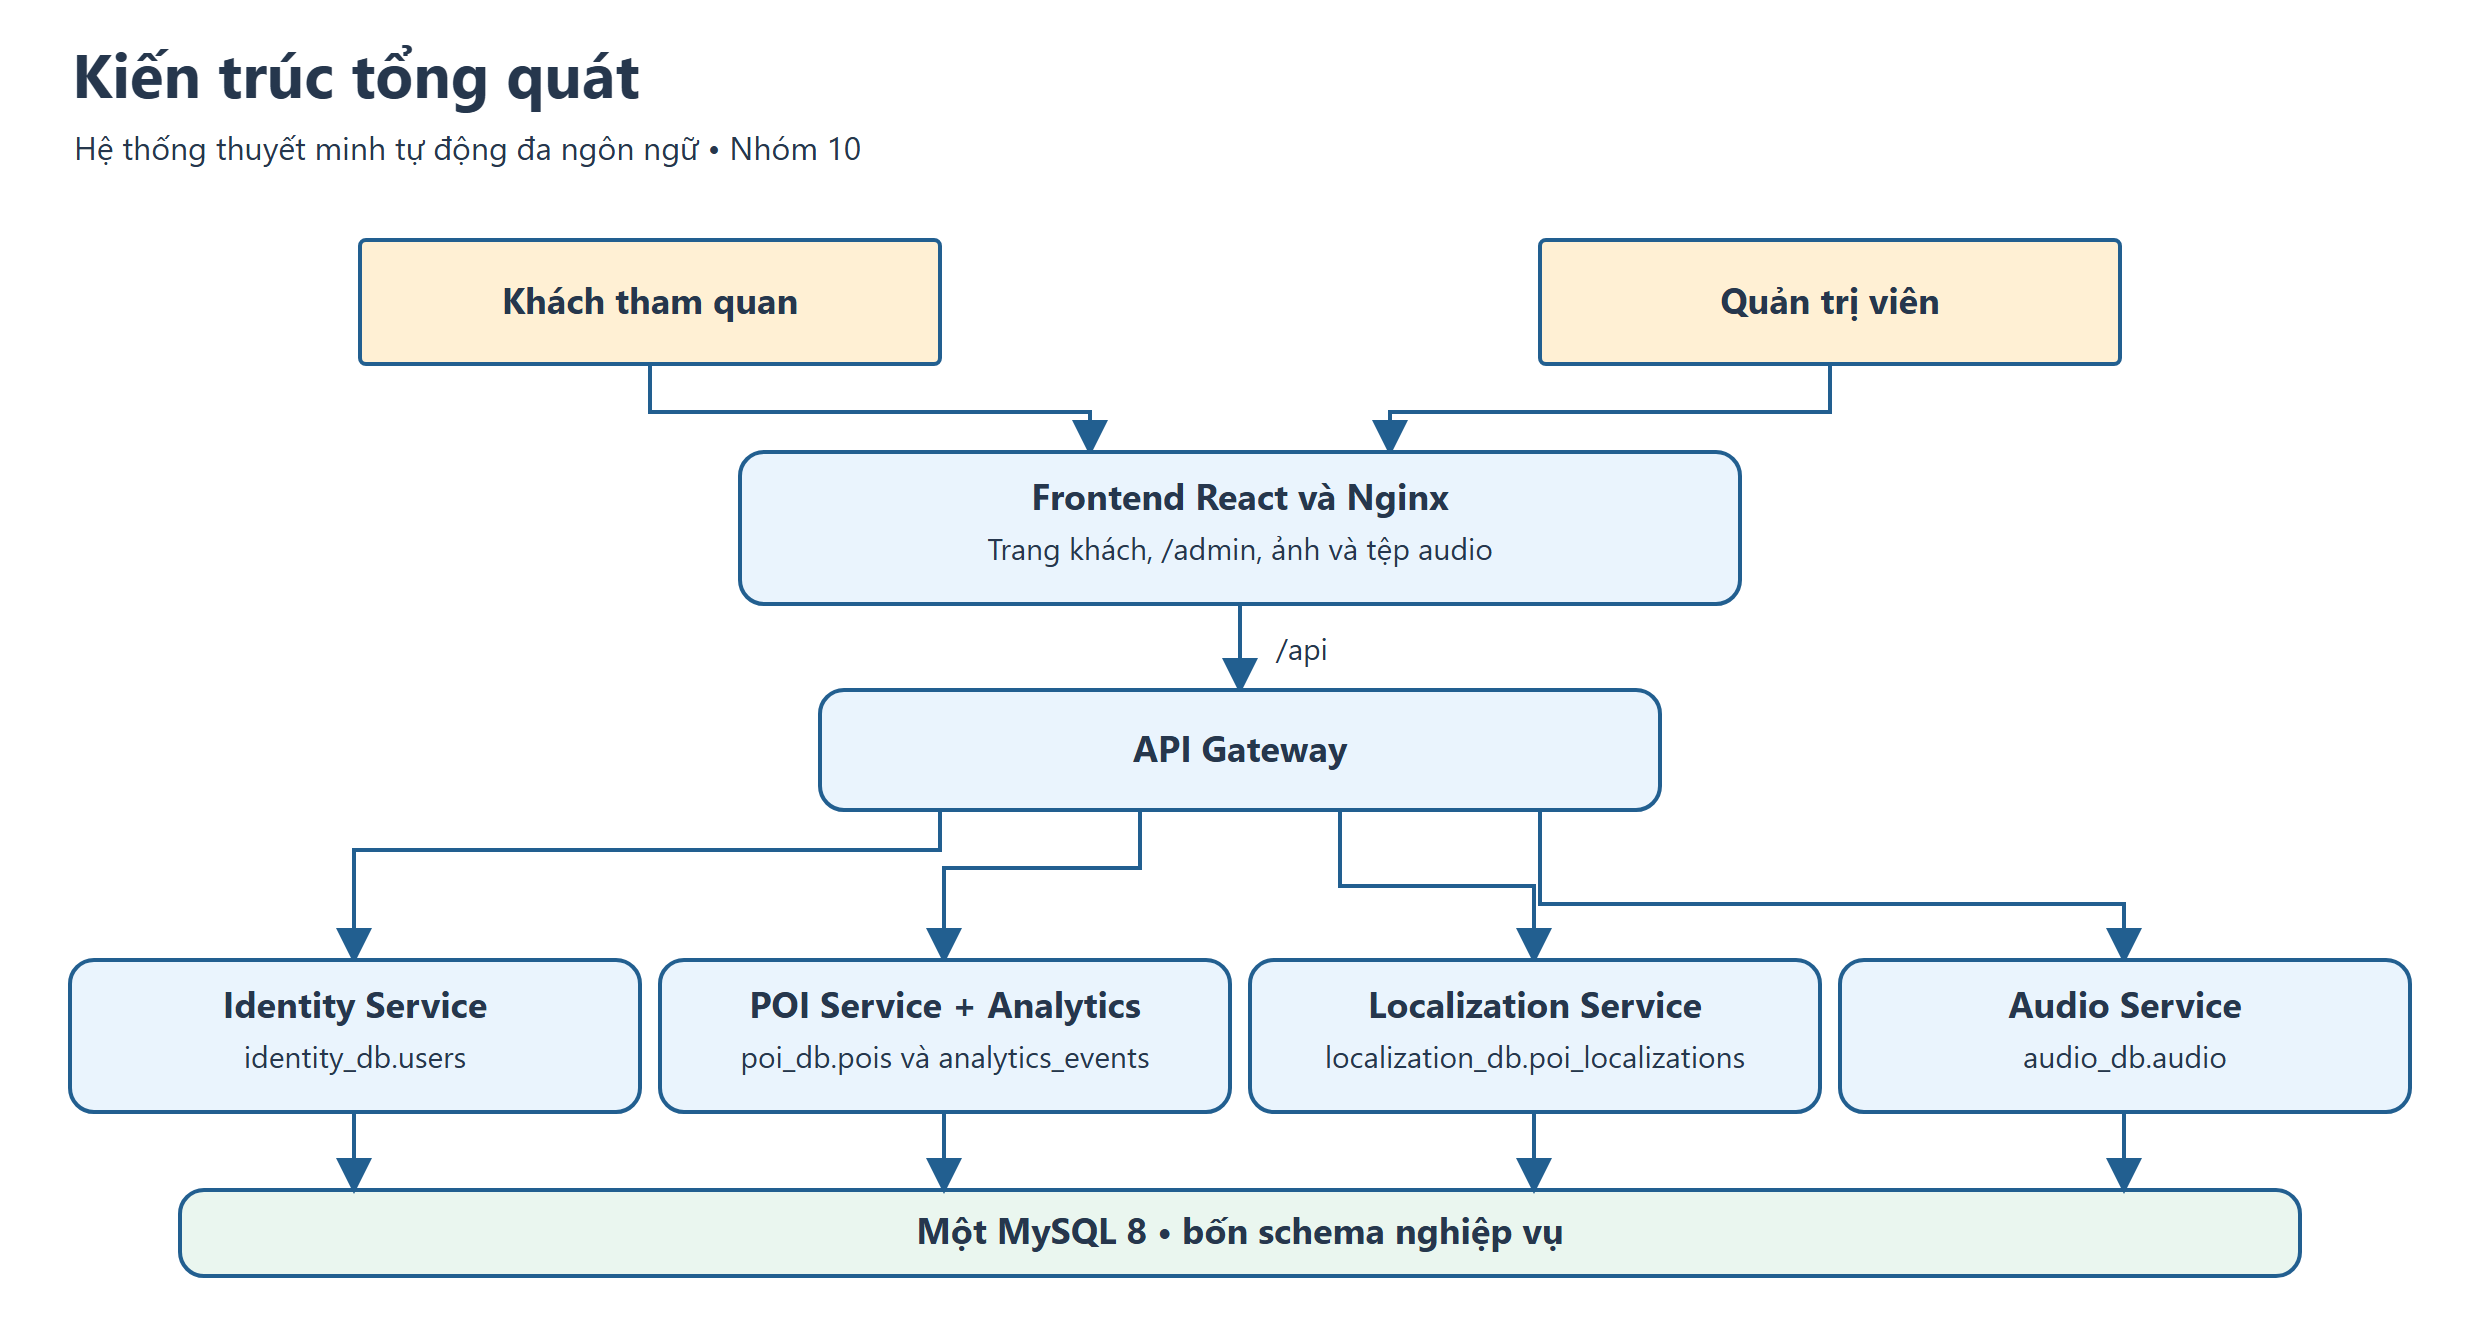 Kiến trúc tổng quát
Hệ thống thuyết minh tự động đa ngôn ngữ • Nhóm 10
Khách tham quan
Quản trị viên
Frontend React và Nginx
Trang khách, /admin, ảnh và tệp audio
/api
API Gateway
Identity Service
identity_db.users
POI Service + Analytics
poi_db.pois và analytics_events
Localization Service
localization_db.poi_localizations
Audio Service
audio_db.audio
Một MySQL 8 • bốn schema nghiệp vụ